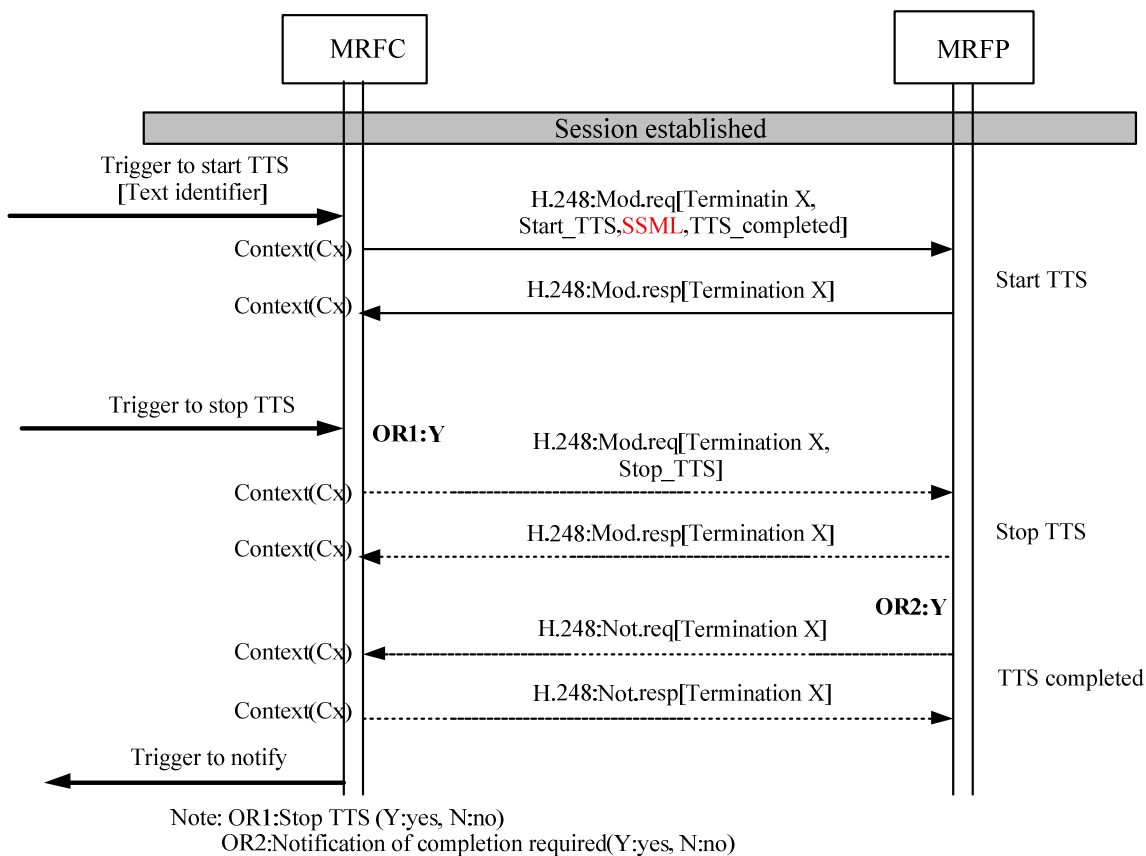 MRFC
MRFP
Session established
Trigger to start TTS
[Text identifier]
H.248:Mod.req[Terminatin X,
Start_TTS,SSML,TTS_completed]
Context(Cx)
Start TTS
H.248:Mod.resp[Termination X]
Context(Cx)
Trigger to stop TTS
OR1:Y
H.248:Mod.req[Termination X,
Stop_TTS]
Context(Cx)
H.248:Mod.resp[Termination X]
Stop TTS
Context(Cx)
OR2:Y
H.248:Not.req[Termination X]
Context(Cx)
TTS completed
H.248:Not.resp[Termination X]
Context(Cx)
Trigger to notify
Note: OR1:Stop TTS (Y:yes, N:no)
OR2:Notification of completion required(Y:yes, N:no)